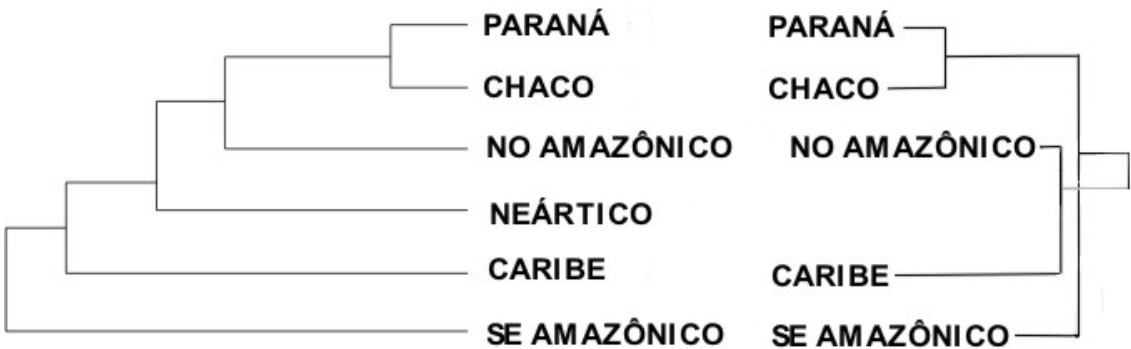 PARANÁ PARANÁ
CHACO CHACO
NO AMAZÔNICO NO AMAZÔNICO
NEÁRTICO
CARIBE CARIBE
SE AMAZÔNICO SE AMAZÔNICO